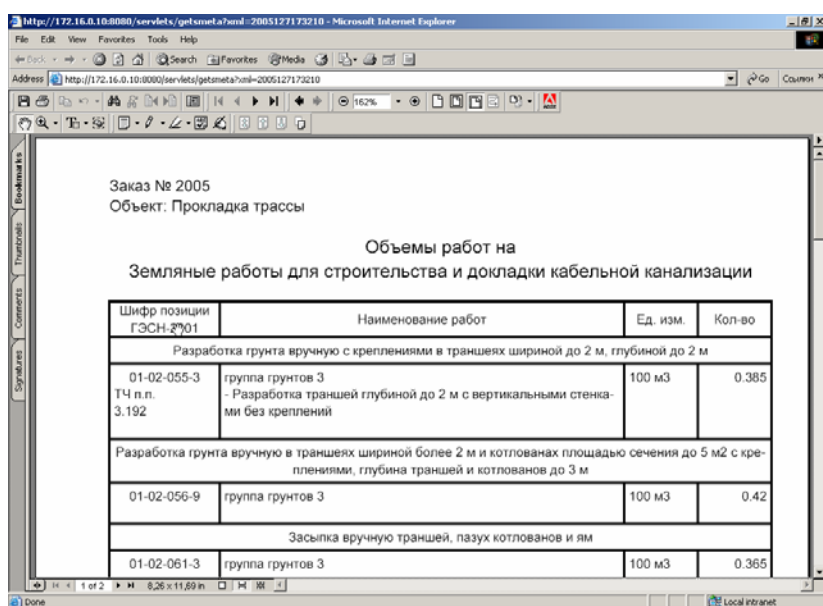 http://172.16.0.10:8080/servlets/getsmeta?xml=2005127173210 - Microsoft Internet Explorer
File Edit View Favorites Tools Help
Back Search Favorites Media
Address http://172.16.0.10:8080/servlets/getsmeta?xml=2005127173210 Go Ссылки »
162%
Bookmarks
Thumbnails
Comments
Signatures
Заказ № 2005
Объект: Прокладка трассы
Объемы работ на
Земляные работы для строительства и докладки кабельной канализации
Шифр позиции
ГЭСН-2001
Наименование работ
Ед. изм.
Кол-во
Разработка грунта вручную с креплениями в траншеях шириной до 2 м, глубиной до 2 м
01-02-055-3 группа грунтов 3 100 м3 0.385
ТЧ п.п. - Разработка траншей глубиной до 2 м с вертикальными стенка-
3.192 ми без креплений
Разработка грунта вручную в траншеях шириной более 2 м и котлованах площадью сечения до 5 м2 с кре-
плениями, глубина траншей и котлованов до 3 м
01-02-056-9 группа грунтов 3 100 м3 0.42
Засыпка вручную траншей, пазух котлованов и ям
01-02-061-3 группа грунтов 3 100 м3 0.365
1 of 2 8,26 x 11,69 in
Done Local intranet